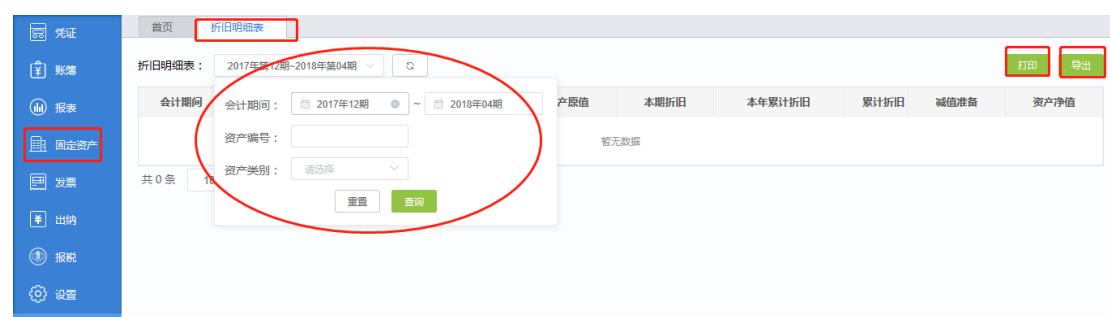 凭证
账簿
报表
固定资产
发票
出纳
报税
设置
首页 折旧明细表
折旧明细表： 2017年第12期~2018年第04期
打印 导出
会计期间 产原值 本期折旧 本年累计折旧 累计折旧 减值准备 资产净值
暂无数据
共 0 条
会计期间： 2017年12期 ~ 2018年04期
资产编号：
资产类别： 请选择
重置 查询